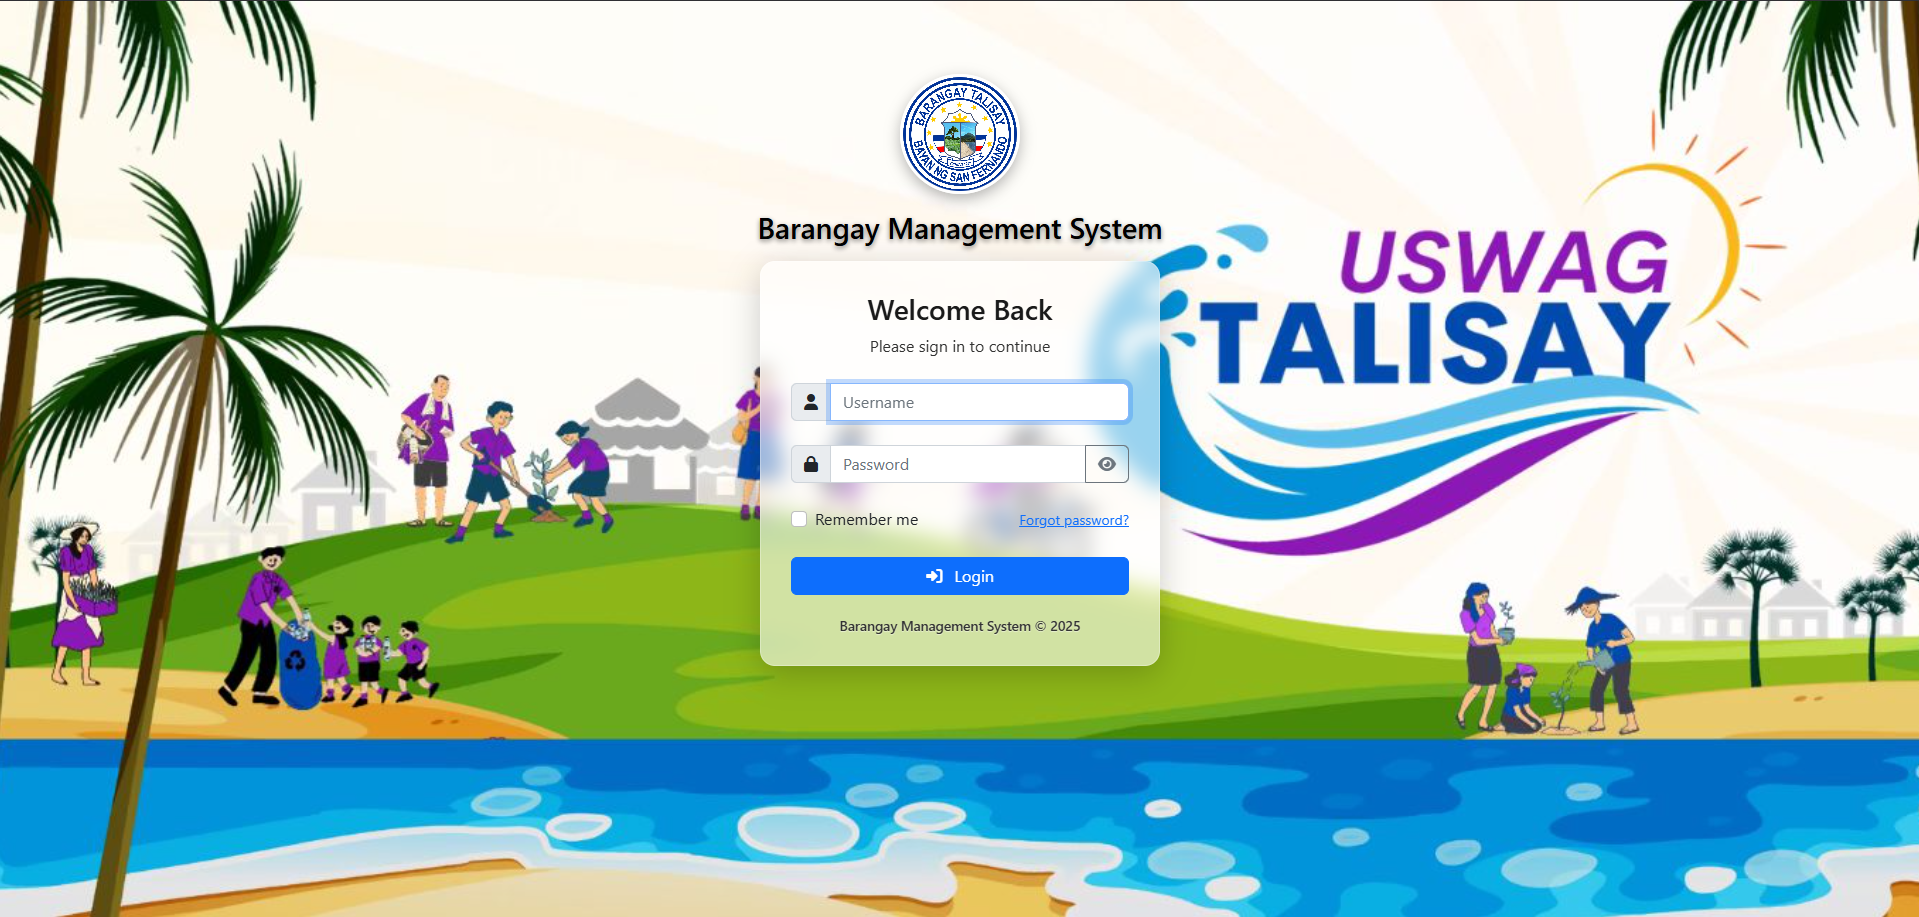 BARANGAY TALISAY
BAYAN NG SAN FERNANDO
Barangay Management System
USWAG
TALISAY
Welcome Back
Please sign in to continue
Username
Password
Remember me
Forgot password?
Login
Barangay Management System © 2025